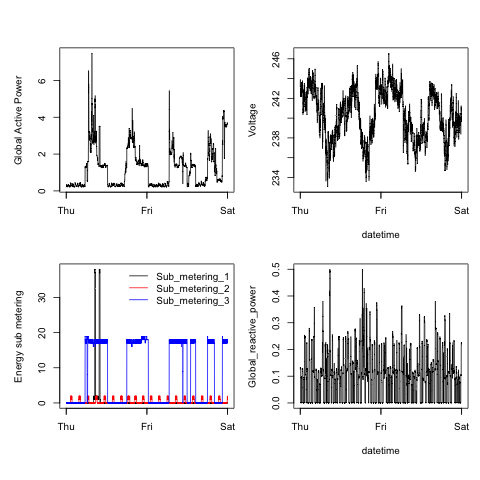 Global Active Power
6
4
2
0
Thu Fri Sat
Voltage
246
242
238
234
Thu Fri Sat
datetime
Energy sub metering
30
20
10
0
Sub_metering_1
Sub_metering_2
Sub_metering_3
Thu Fri Sat
Global_reactive_power
0.5
0.4
0.3
0.2
0.1
0.0
Thu Fri Sat
datetime